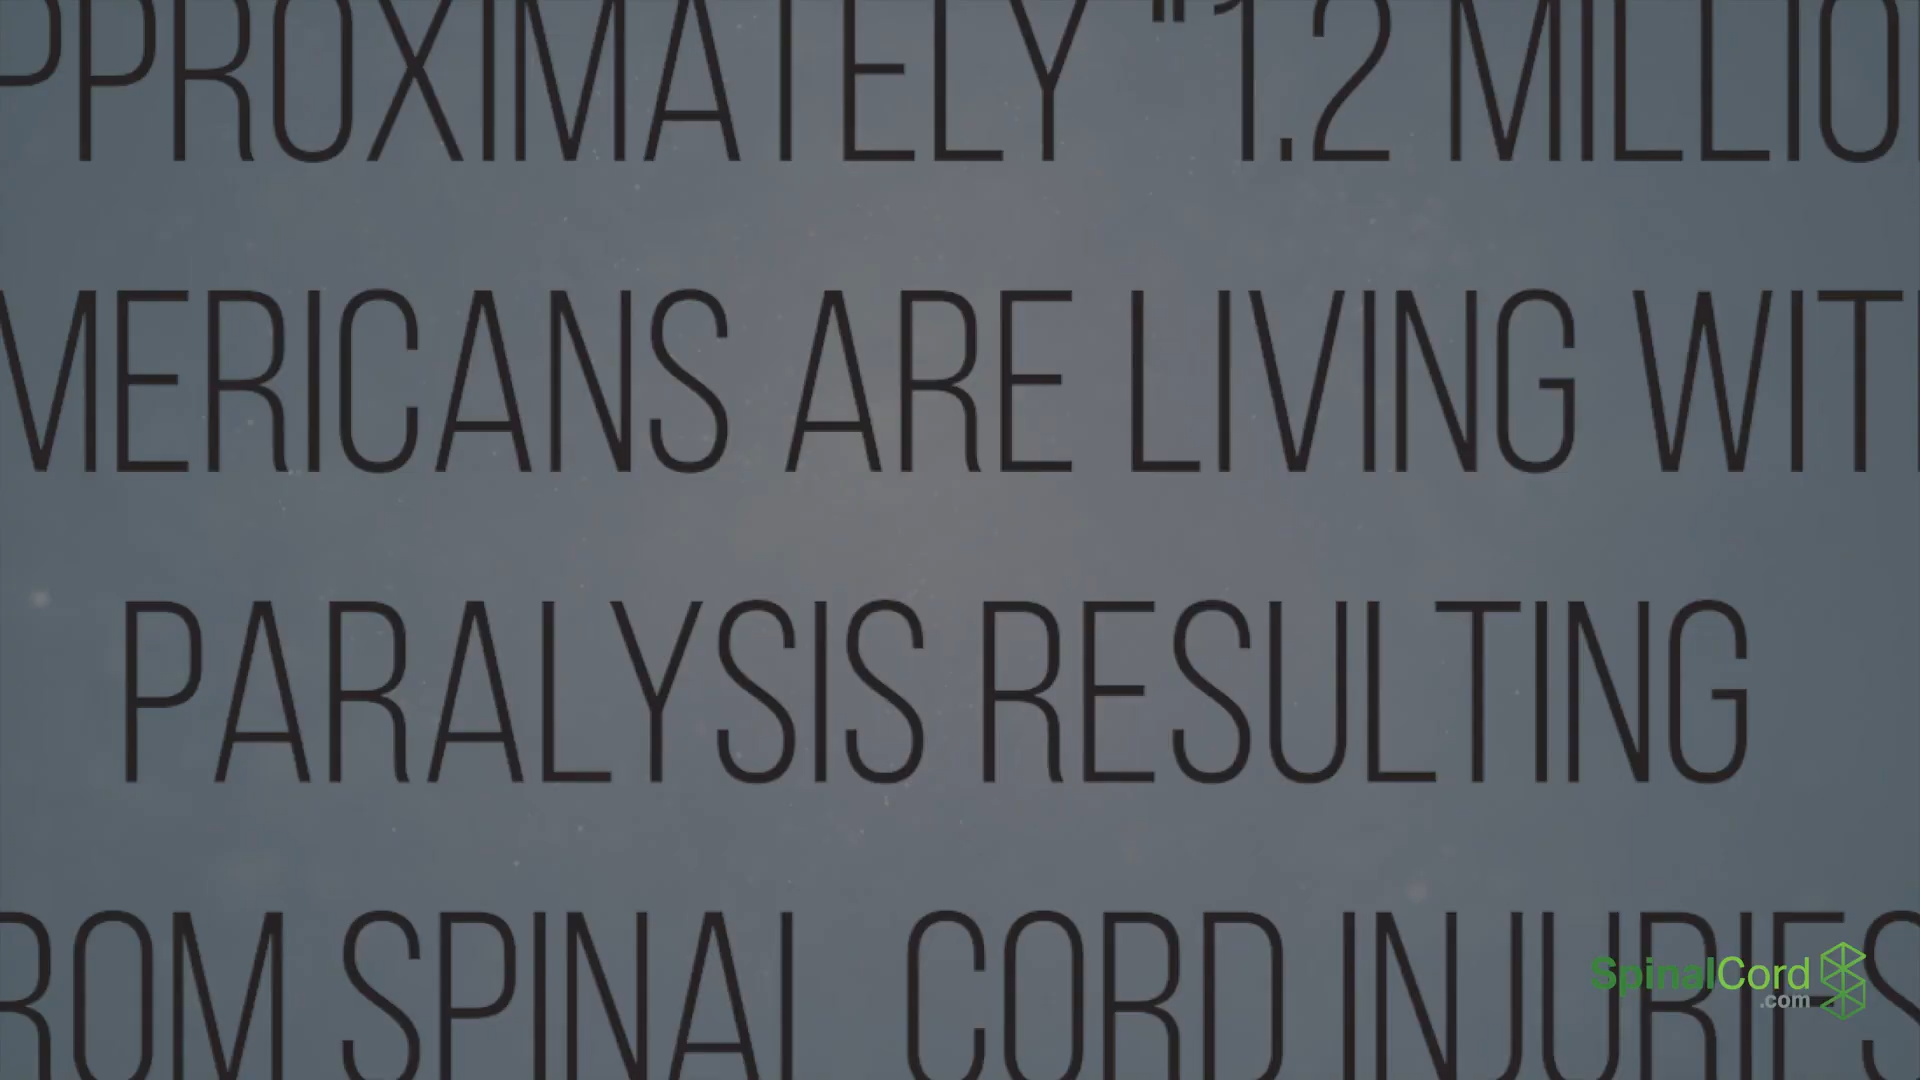 PPROXIMATELY "1.2 MILLIO
MERICANS ARE LIVING WIT
PARALYSIS RESULTING
ROM SPINAL CORD INJURIES
SpinalCord
.com